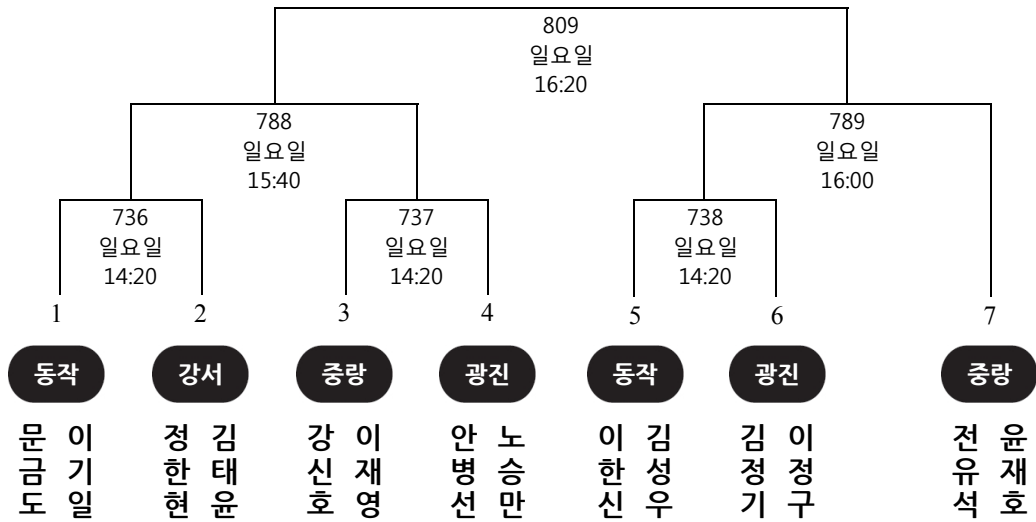 809
일요일
16:20
788
일요일
15:40
789
일요일
16:00
736
일요일
14:20
737
일요일
14:20
738
일요일
14:20
1 2 3 4 5 6 7
동작 강서 중랑 광진 동작 광진 중랑
문금도 이기일
정한현 김태윤
강신호 이재영
안병선 노승만
이한신 김성우
김정기 이정구
전유석 윤재호